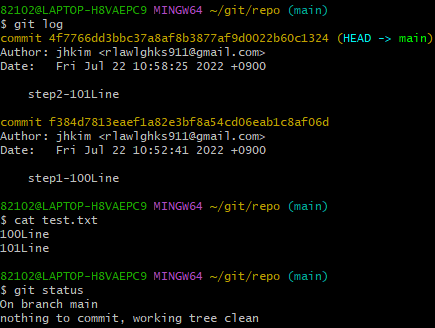 82102@LAPTOP-H8VAEPC9 MINGW64 ~/git/repo (main)
$ git log
commit 4f7766dd3bbc37a8af8b3877af9d0022b60c1324 (HEAD -> main)
Author: jhkim <rlawlghks911@gmail.com>
Date:   Fri Jul 22 10:58:25 2022 +0900
    step2-101Line
commit f384d7813eaef1a82e3bf8a54cd06eab1c8af06d
Author: jhkim <rlawlghks911@gmail.com>
Date:   Fri Jul 22 10:52:41 2022 +0900
    step1-100Line
82102@LAPTOP-H8VAEPC9 MINGW64 ~/git/repo (main)
$ cat test.txt
100Line
101Line
82102@LAPTOP-H8VAEPC9 MINGW64 ~/git/repo (main)
$ git status
On branch main
nothing to commit, working tree clean